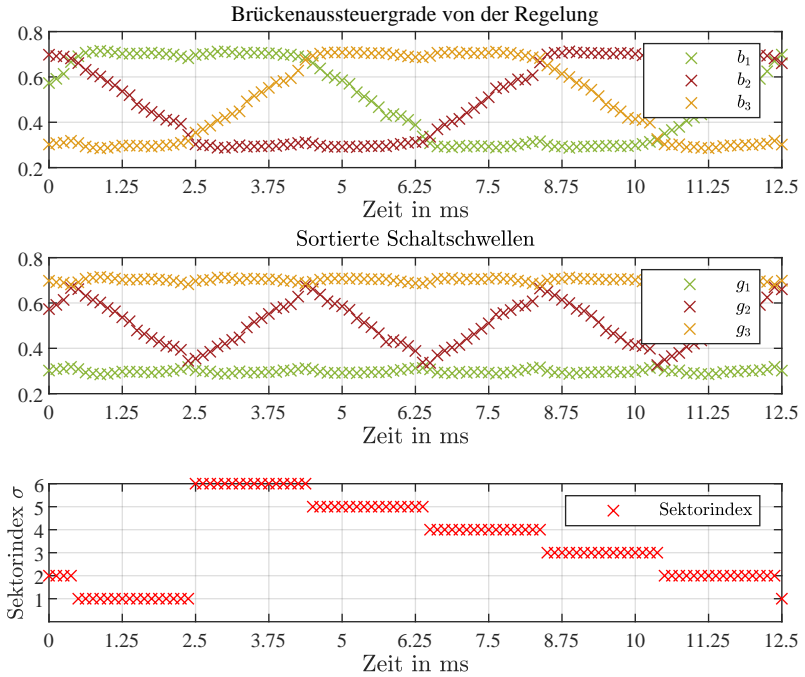 Brückenaussteuergrade von der Regelung
0.8
0.6
0.4
0.2
b1
b2
b3
0 1.25 2.5 3.75 5 6.25 7.5 8.75 10 11.25 12.5
Zeit in ms
Sortierte Schaltschwellen
0.8
0.6
0.4
0.2
g1
g2
g3
0 1.25 2.5 3.75 5 6.25 7.5 8.75 10 11.25 12.5
Zeit in ms
Sektorindex σ
6
5
4
3
2
1
Sektorindex
0 1.25 2.5 3.75 5 6.25 7.5 8.75 10 11.25 12.5
Zeit in ms